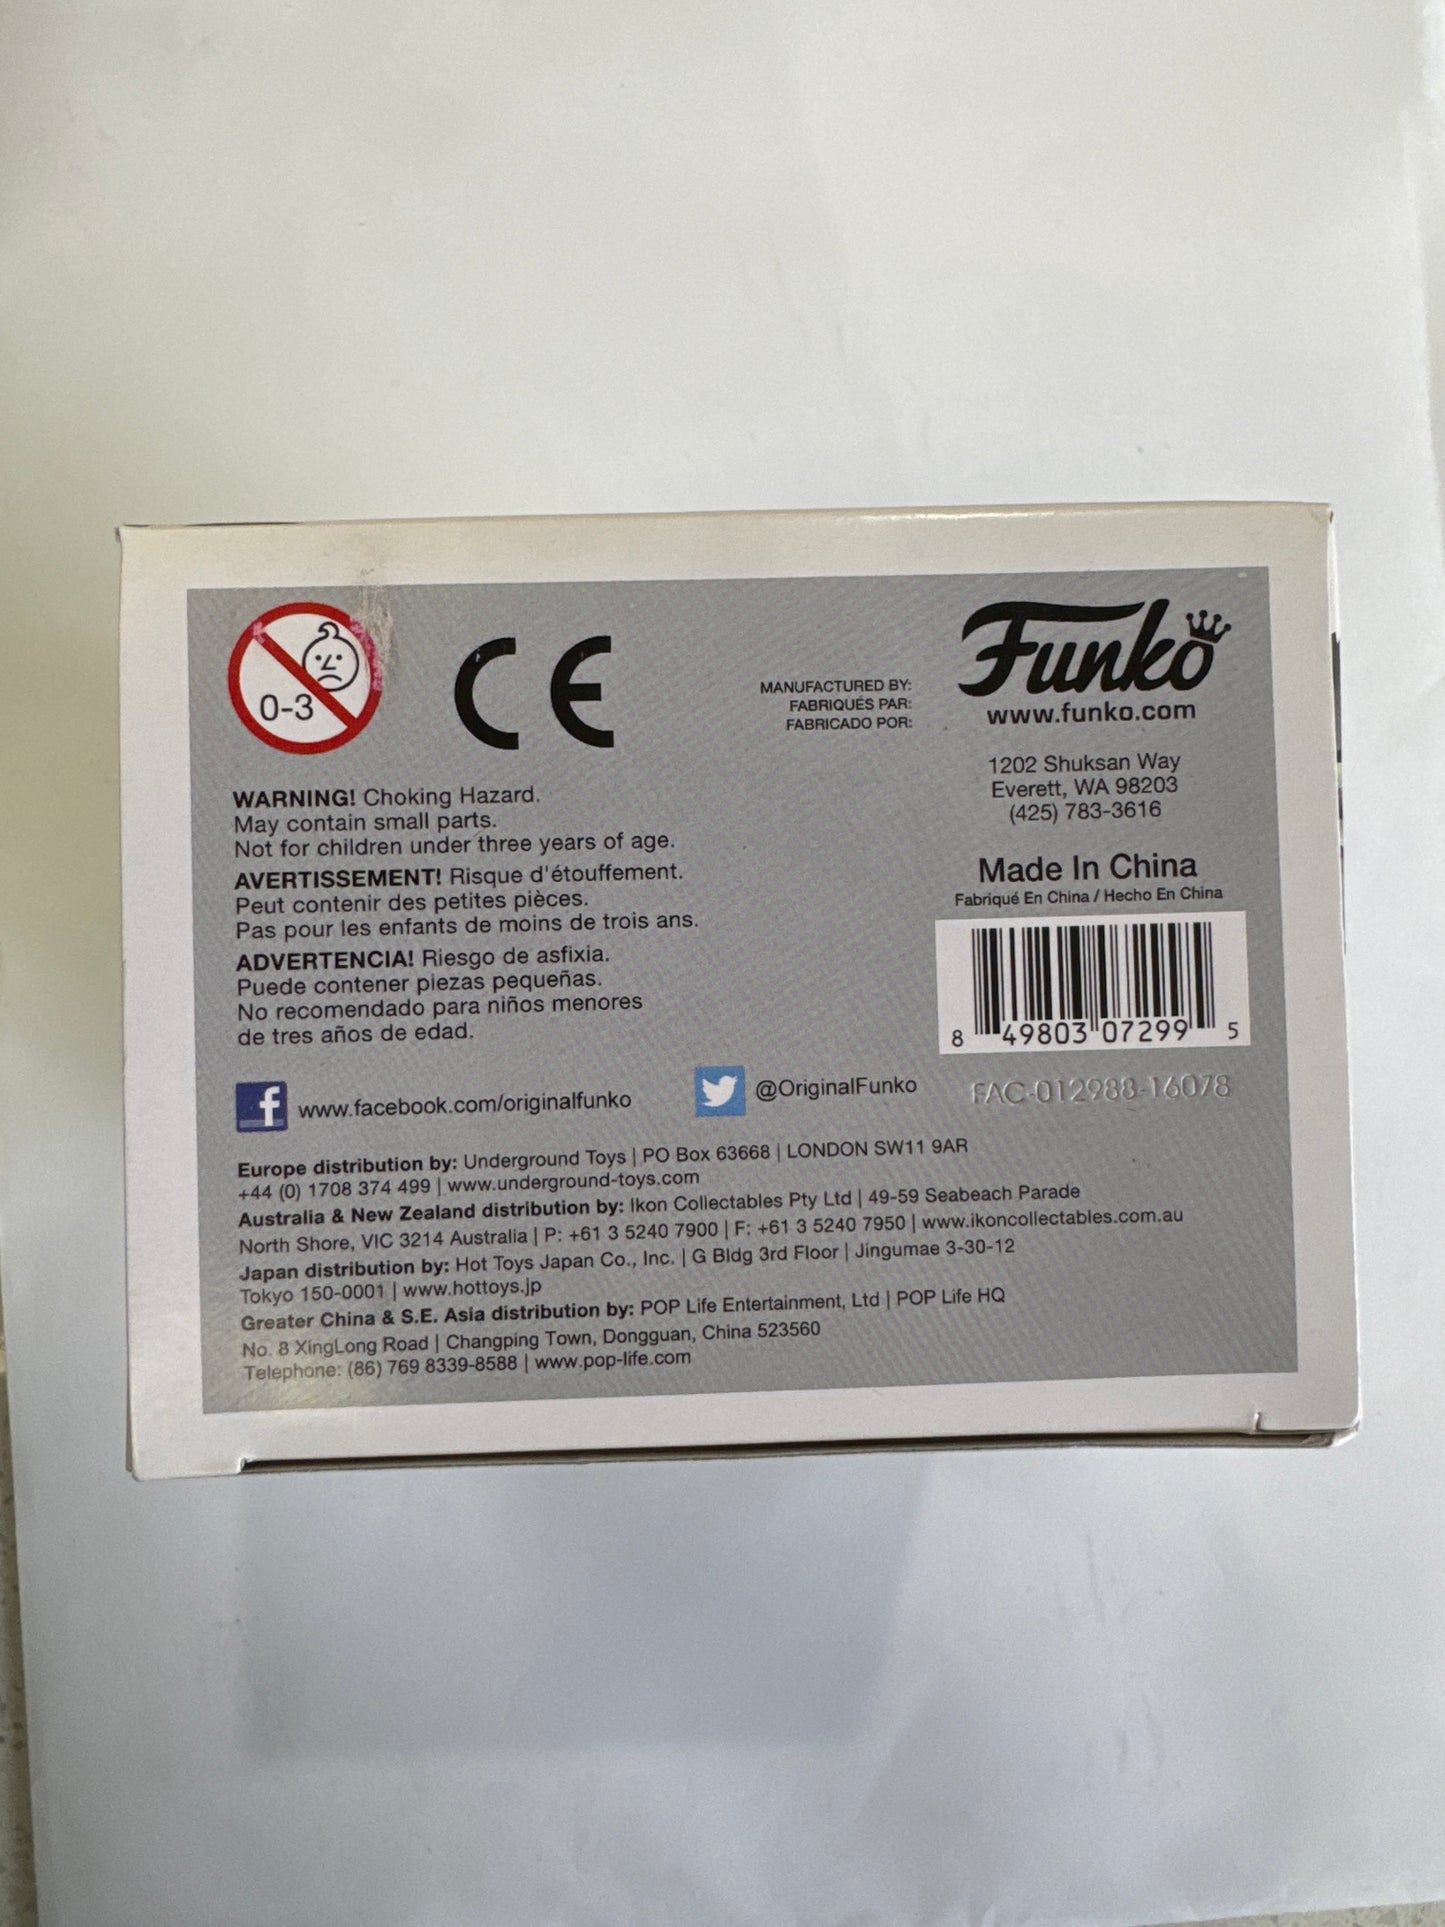 0-3
CE
MANUFACTURED BY:
FABRIQUÉS PAR:
FABRICADO POR:
Funko
www.funko.com
1202 Shuksan Way
Everett, WA 98203
(425) 783-3616
WARNING! Choking Hazard.
May contain small parts.
Not for children under three years of age.
AVERTISSEMENT! Risque d'étouffement.
Peut contenir des petites pièces.
Pas pour les enfants de moins de trois ans.
ADVERTENCIA! Riesgo de asfixia.
Puede contener piezas pequeñas.
No recomendado para niños menores
de tres años de edad.
Made In China
Fabriqué En China / Hecho En China
8 49803 07299 5
FAC-012988-16078
f www.facebook.com/originalfunko
@OriginalFunko
Europe distribution by: Underground Toys | PO Box 63668 | LONDON SW11 9AR
+44 (0) 1708 374 499 | www.underground-toys.com
Australia & New Zealand distribution by: Ikon Collectables Pty Ltd | 49-59 Seabeach Parade
North Shore, VIC 3214 Australia | P: +61 3 5240 7900 | F: +61 3 5240 7950 | www.ikoncollectables.com.au
Japan distribution by: Hot Toys Japan Co., Inc. | G Bldg 3rd Floor | Jingumae 3-30-12
Tokyo 150-0001 | www.hottoys.jp
Greater China & S.E. Asia distribution by: POP Life Entertainment, Ltd | POP Life HQ
No. 8 XingLong Road | Changping Town, Dongguan, China 523560
Telephone: (86) 769 8339-8588 | www.pop-life.com